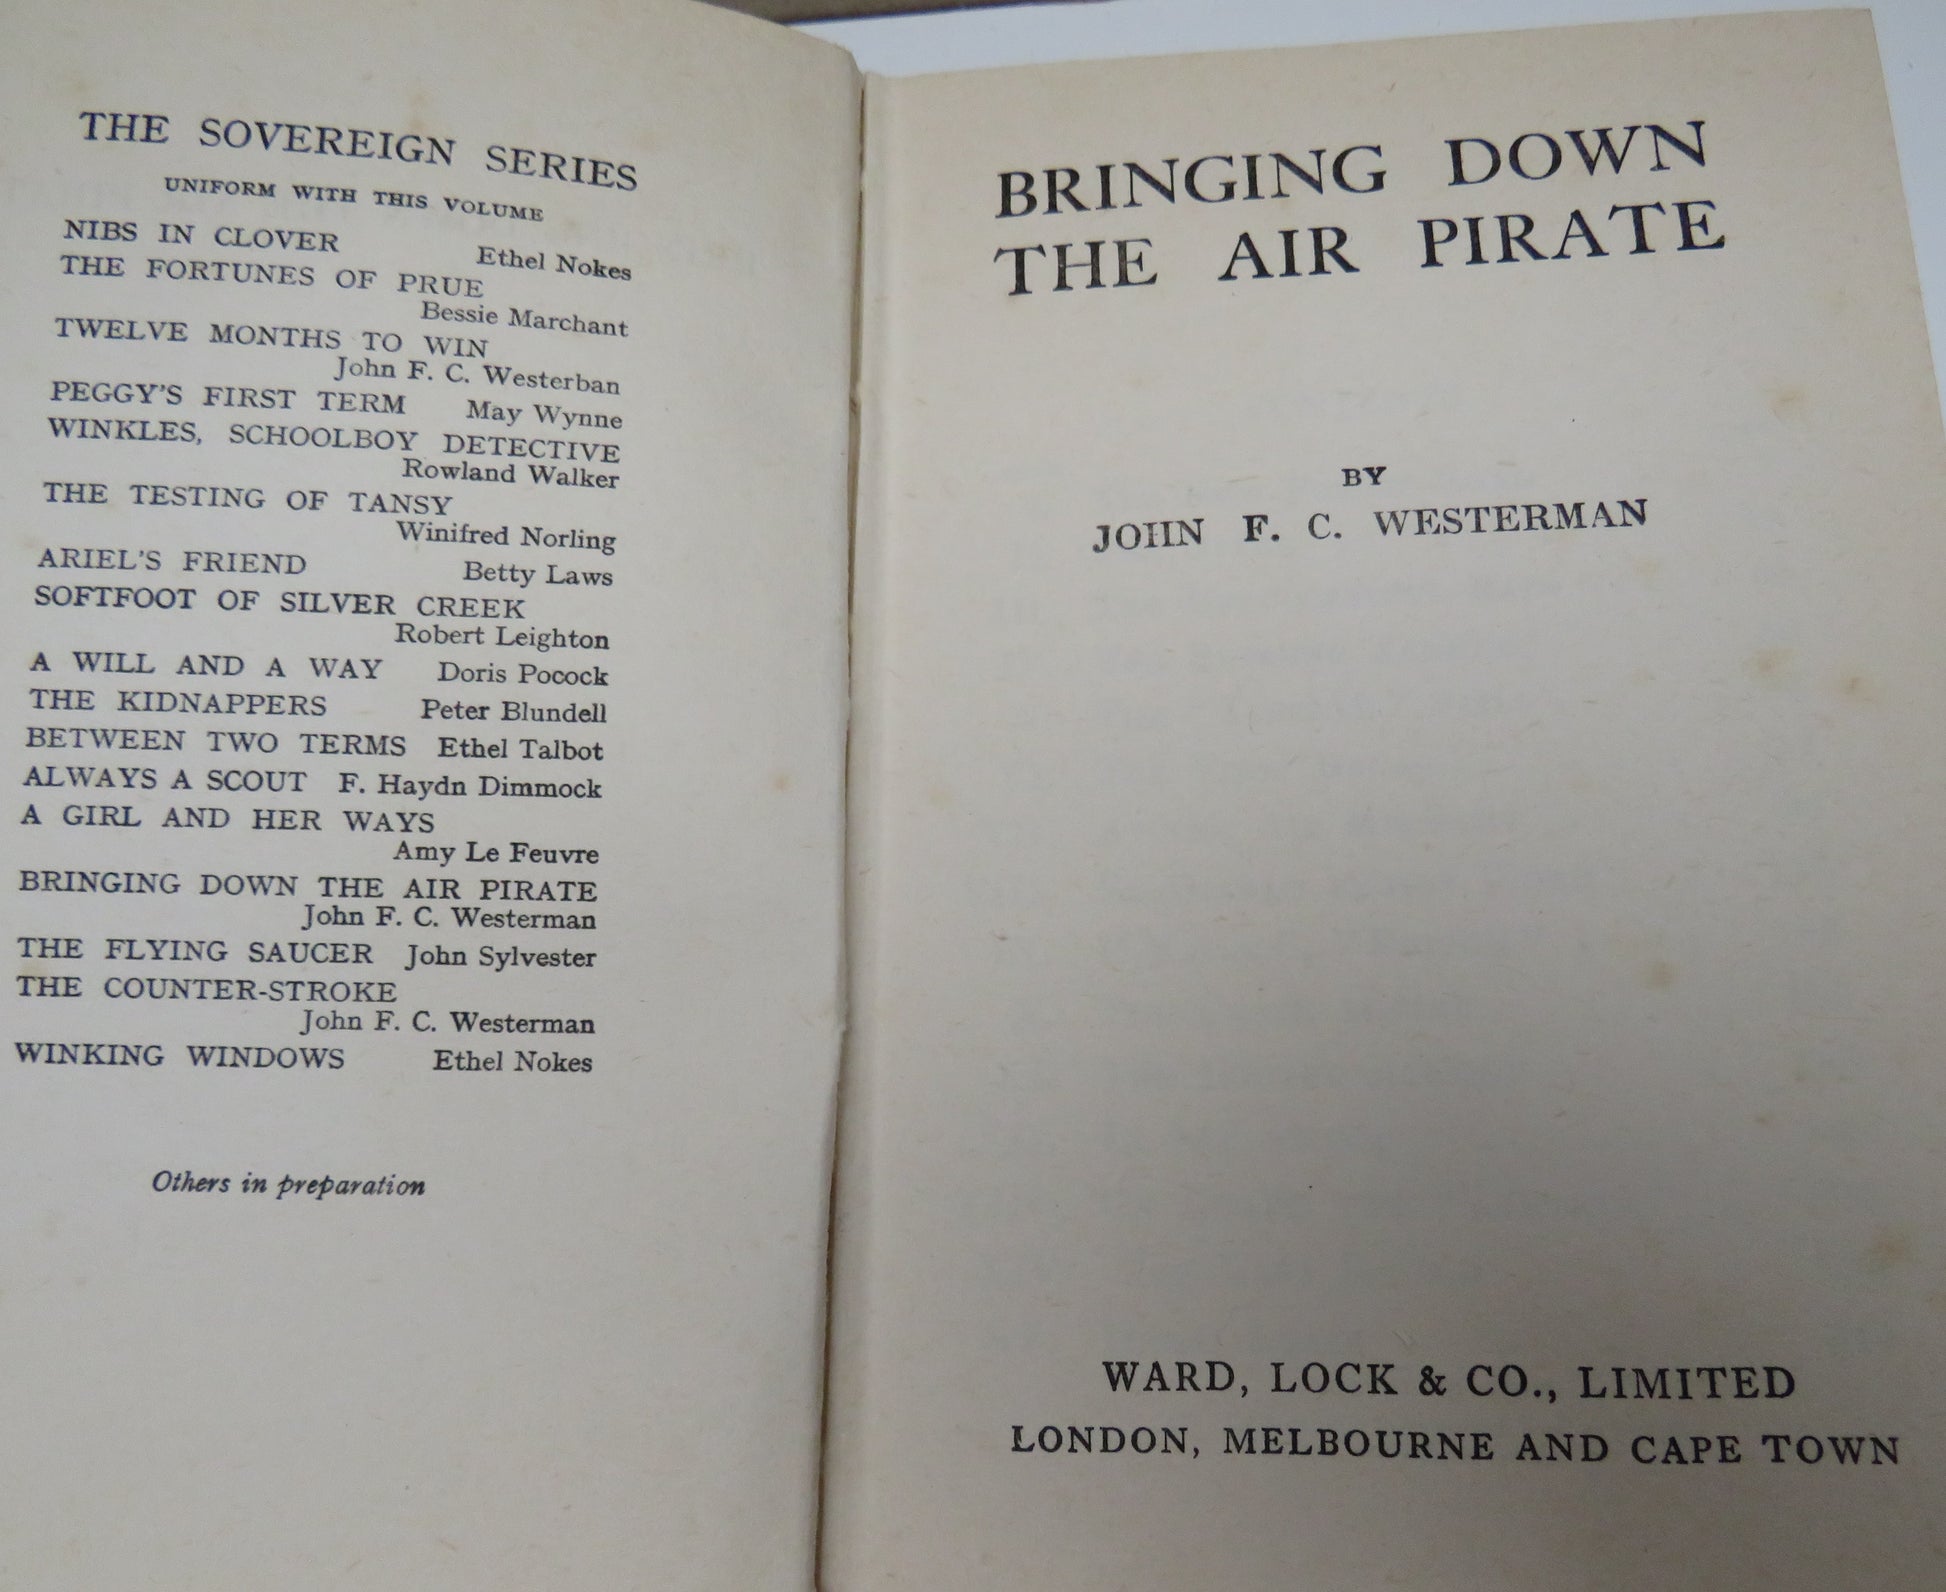 THE SOVEREIGN SERIES
UNIFORM WITH THIS VOLUME
NIBS IN CLOVER Ethel Nokes
THE FORTUNES OF PRUE
Bessie Marchant
TWELVE MONTHS TO WIN
John F. C. Westerban
PEGGY'S FIRST TERM May Wynne
WINKLES, SCHOOLBOY DETECTIVE
Rowland Walker
THE TESTING OF TANSY
Winifred Norling
ARIEL'S FRIEND Betty Laws
SOFTFOOT OF SILVER CREEK
Robert Leighton
A WILL AND A WAY Doris Pocock
THE KIDNAPPERS Peter Blundell
BETWEEN TWO TERMS Ethel Talbot
ALWAYS A SCOUT F. Haydn Dimmock
A GIRL AND HER WAYS
Amy Le Feuvre
BRINGING DOWN THE AIR PIRATE
John F. C. Westerman
THE FLYING SAUCER John Sylvester
THE COUNTER-STROKE
John F. C. Westerman
WINKING WINDOWS Ethel Nokes
Others in preparation
BRINGING DOWN
THE AIR PIRATE
BY
JOHN F. C. WESTERMAN
WARD, LOCK & CO., LIMITED
LONDON, MELBOURNE AND CAPE TOWN